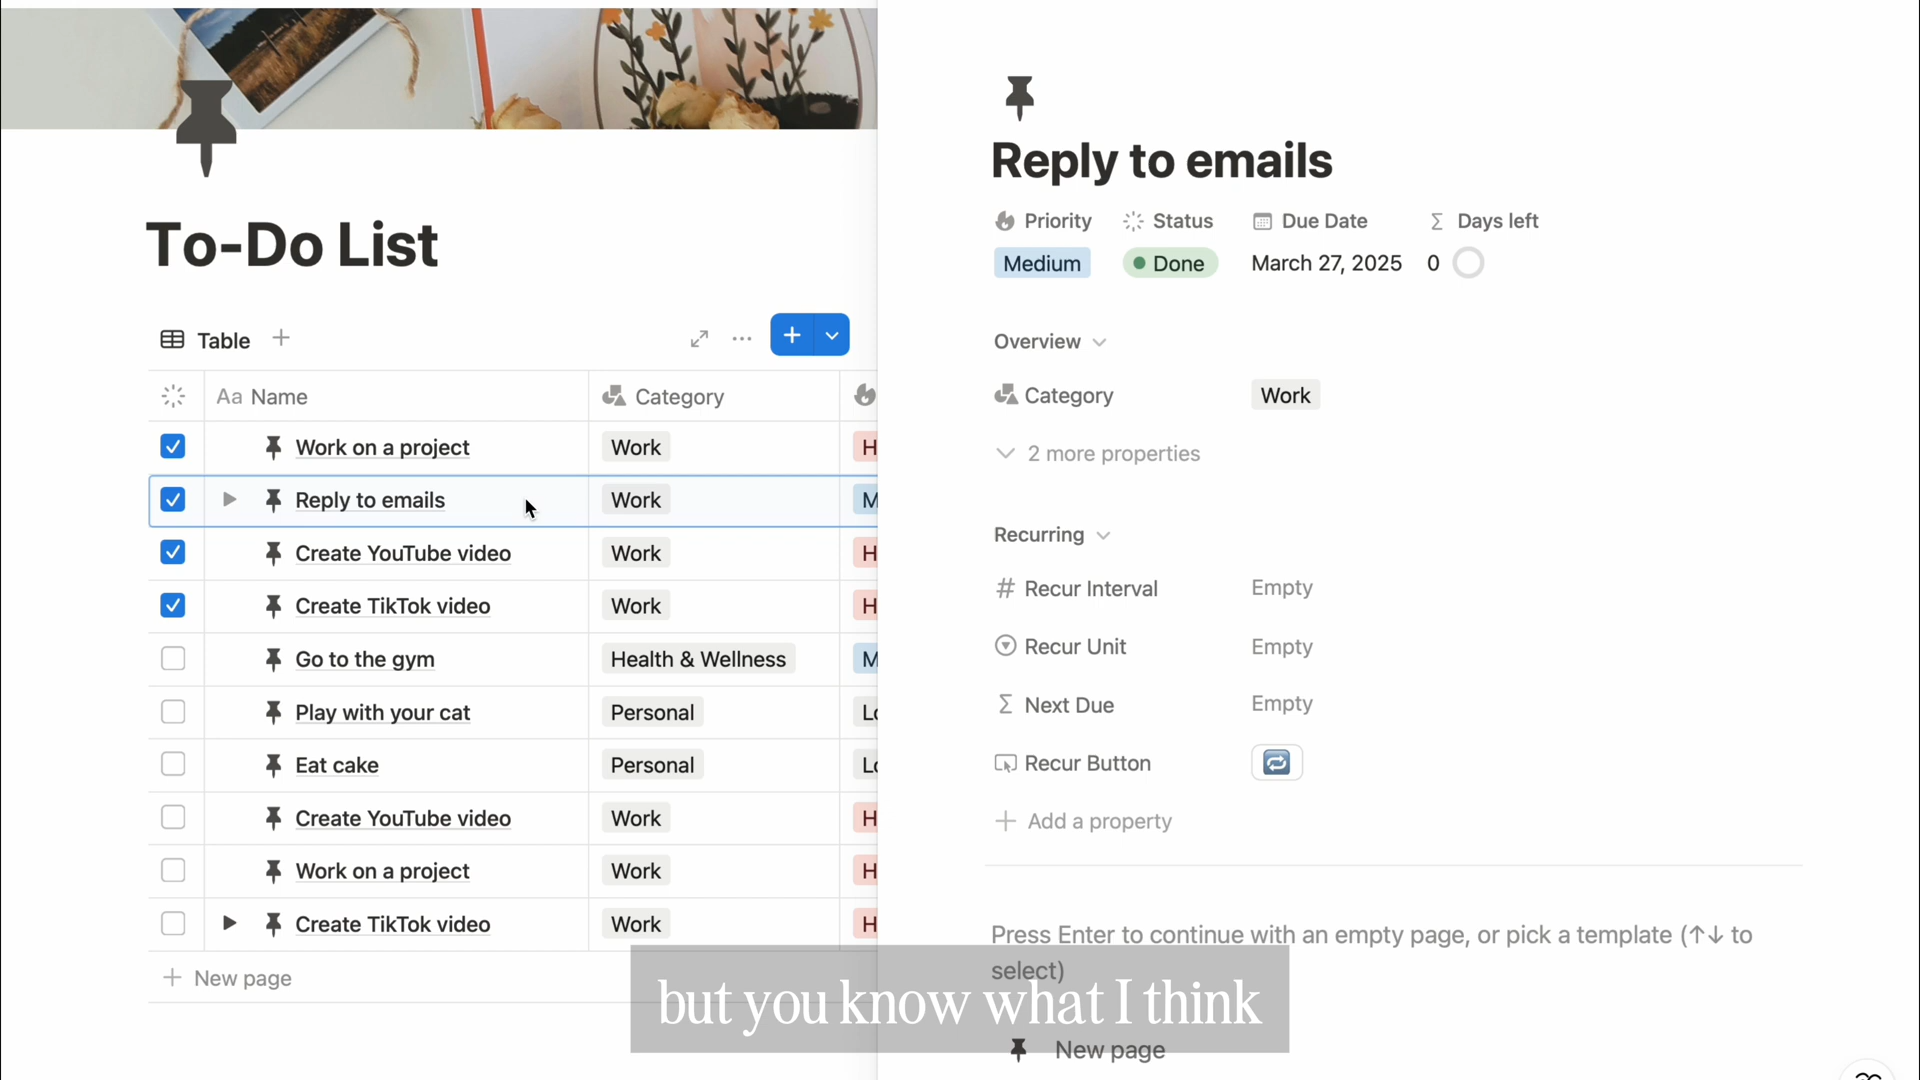 To-Do List
Table
Aa Name
Category
Work on a project
Work
H
Reply to emails
Work
M
Create YouTube video
Work
H
Create TikTok video
Work
H
Go to the gym
Health & Wellness
M
Play with your cat
Personal
Lo
Eat cake
Personal
Lo
Create YouTube video
Work
H
Work on a project
Work
H
Create TikTok video
Work
H
New page
Reply to emails
Priority
Status
Due Date
Days left
Medium
Done
March 27, 2025
0
Overview
Category
Work
2 more properties
Recurring
Recur Interval
Empty
Recur Unit
Empty
Next Due
Empty
Recur Button
Add a property
Press Enter to continue with an empty page, or pick a template (↑↓ to
select)
but you know what I think
New page